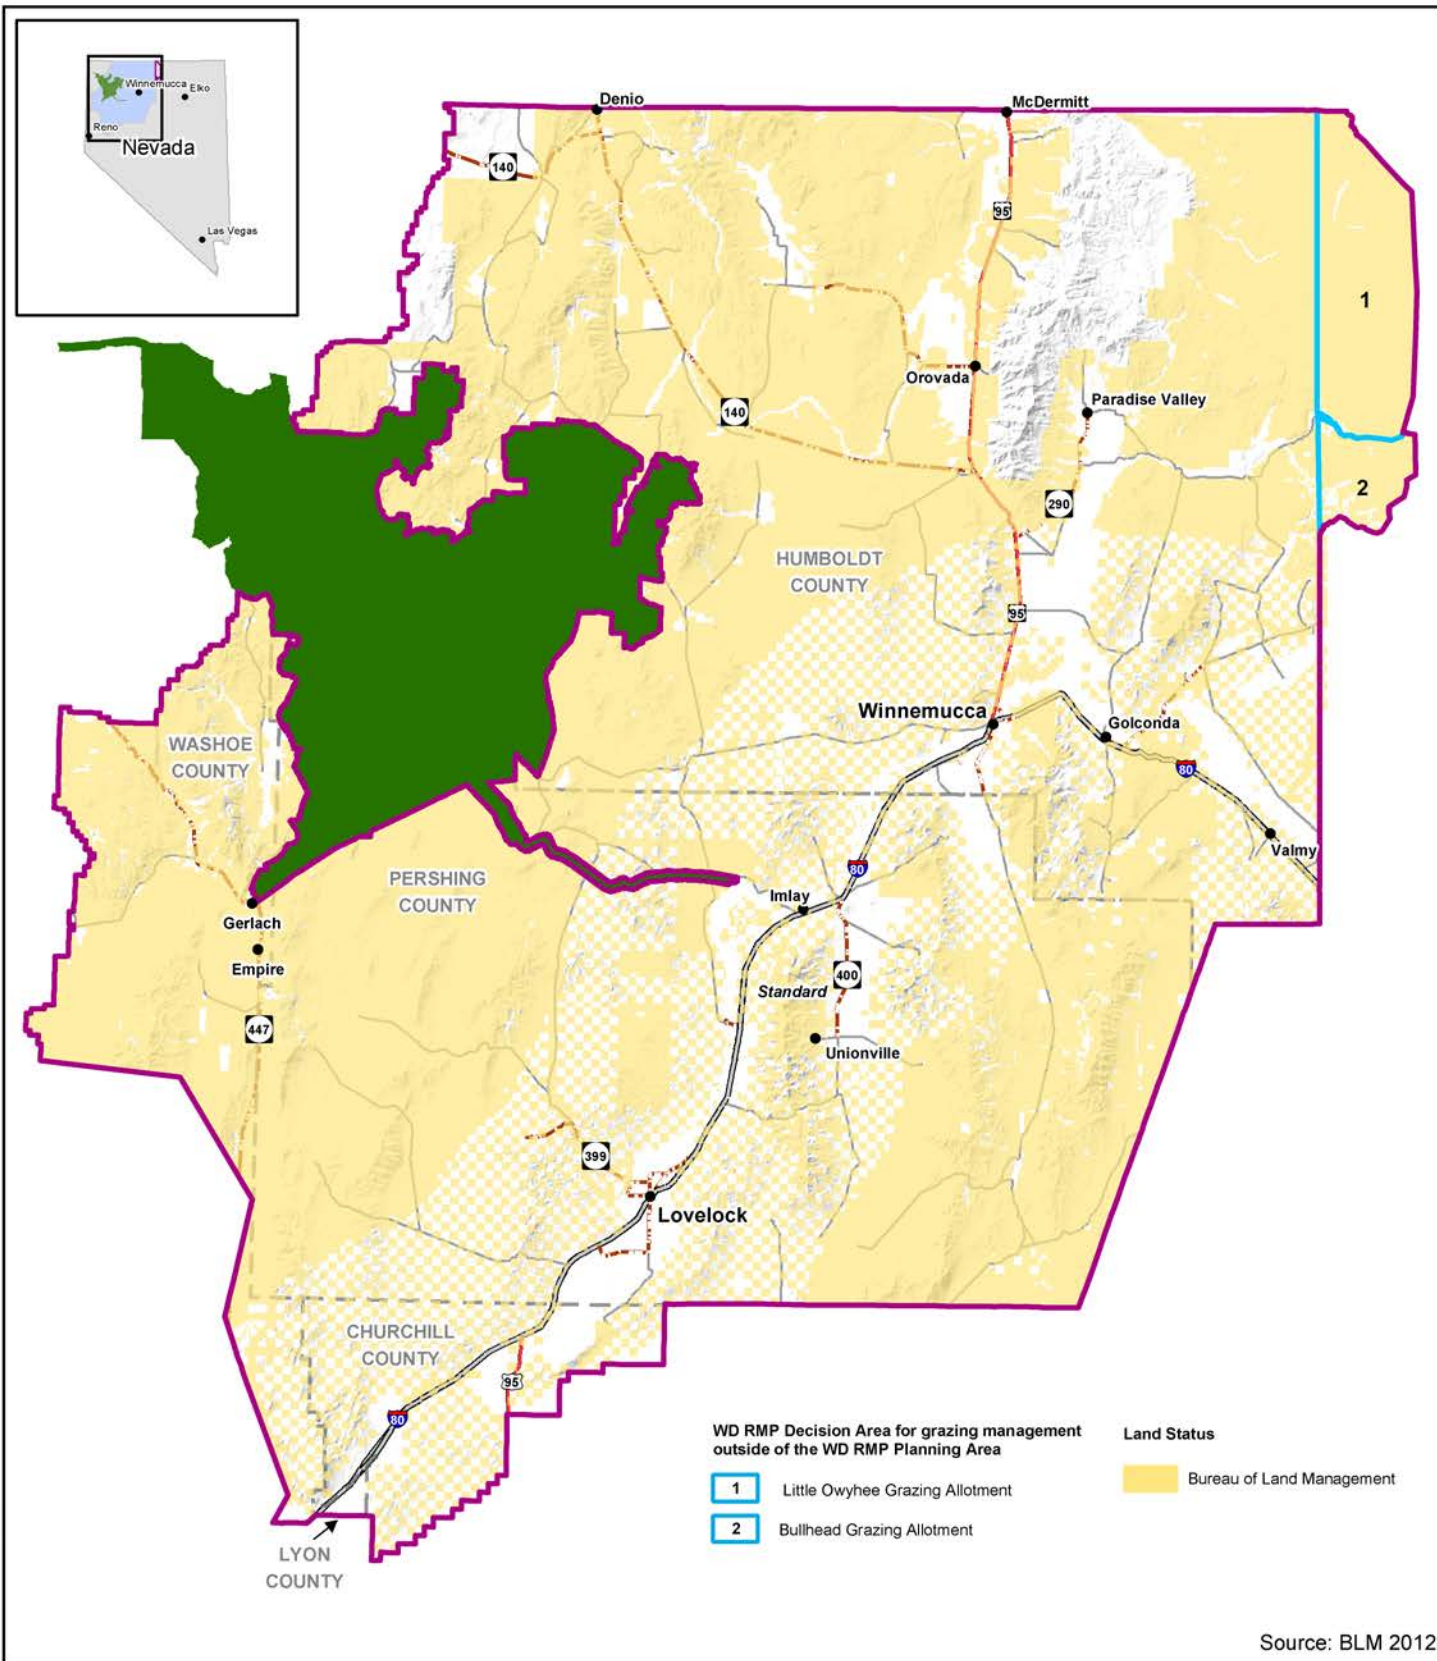 Winnemucca
Elko
Reno
Nevada
Las Vegas
Denio
McDermitt
140
95
1
Orovada
Paradise Valley
140
2
290
HUMBOLDT
COUNTY
95
Winnemucca
Golconda
WASHOE
COUNTY
80
Valmy
80
PERSHING
COUNTY
Imlay
Gerlach
Empire
400
Standard
447
Unionville
399
Lovelock
CHURCHILL
COUNTY
95
80
LYON
COUNTY
WD RMP Decision Area for grazing management
outside of the WD RMP Planning Area
1 Little Owyhee Grazing Allotment
2 Bullhead Grazing Allotment
Land Status
Bureau of Land Management
Source: BLM 2012